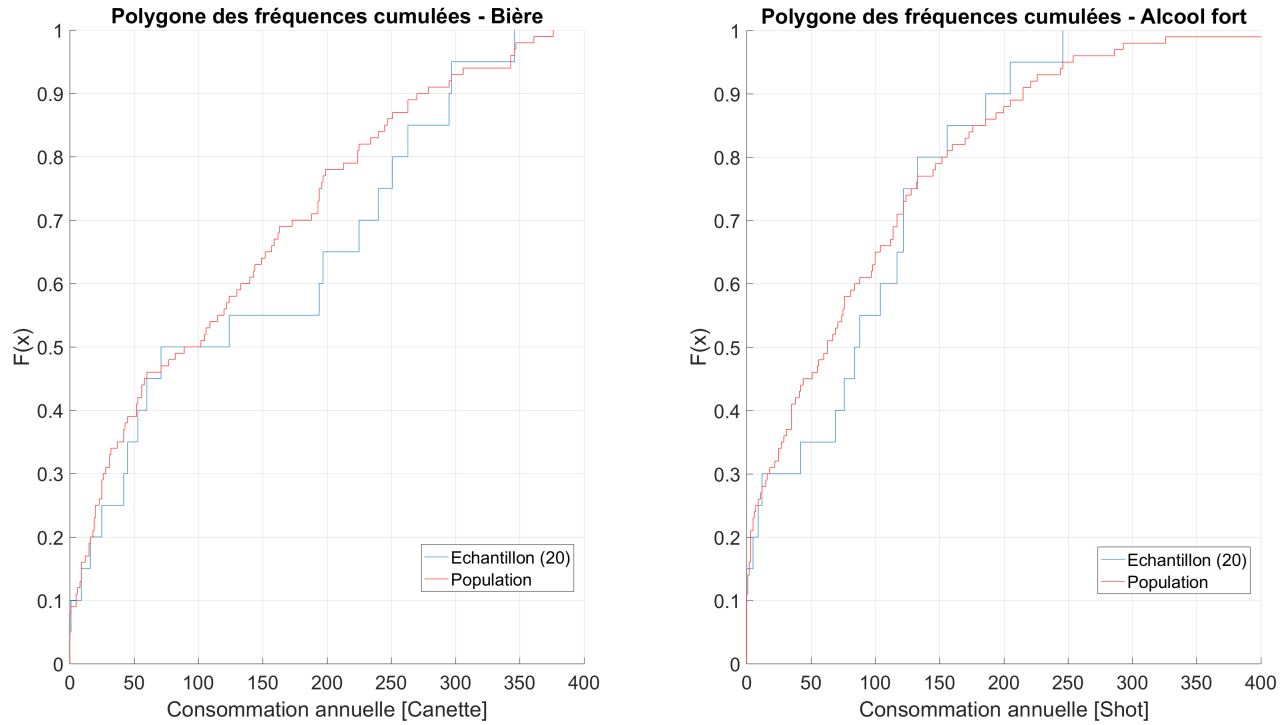 Polygone des fréquences cumulées - Bière
F(x)
1
0.9
0.8
0.7
0.6
0.5
0.4
0.3
0.2
0.1
0
0 50 100 150 200 250 300 350 400
Consommation annuelle [Canette]
Echantillon (20)
Population
Polygone des fréquences cumulées - Alcool fort
F(x)
1
0.9
0.8
0.7
0.6
0.5
0.4
0.3
0.2
0.1
0
0 50 100 150 200 250 300 350 400
Consommation annuelle [Shot]
Echantillon (20)
Population